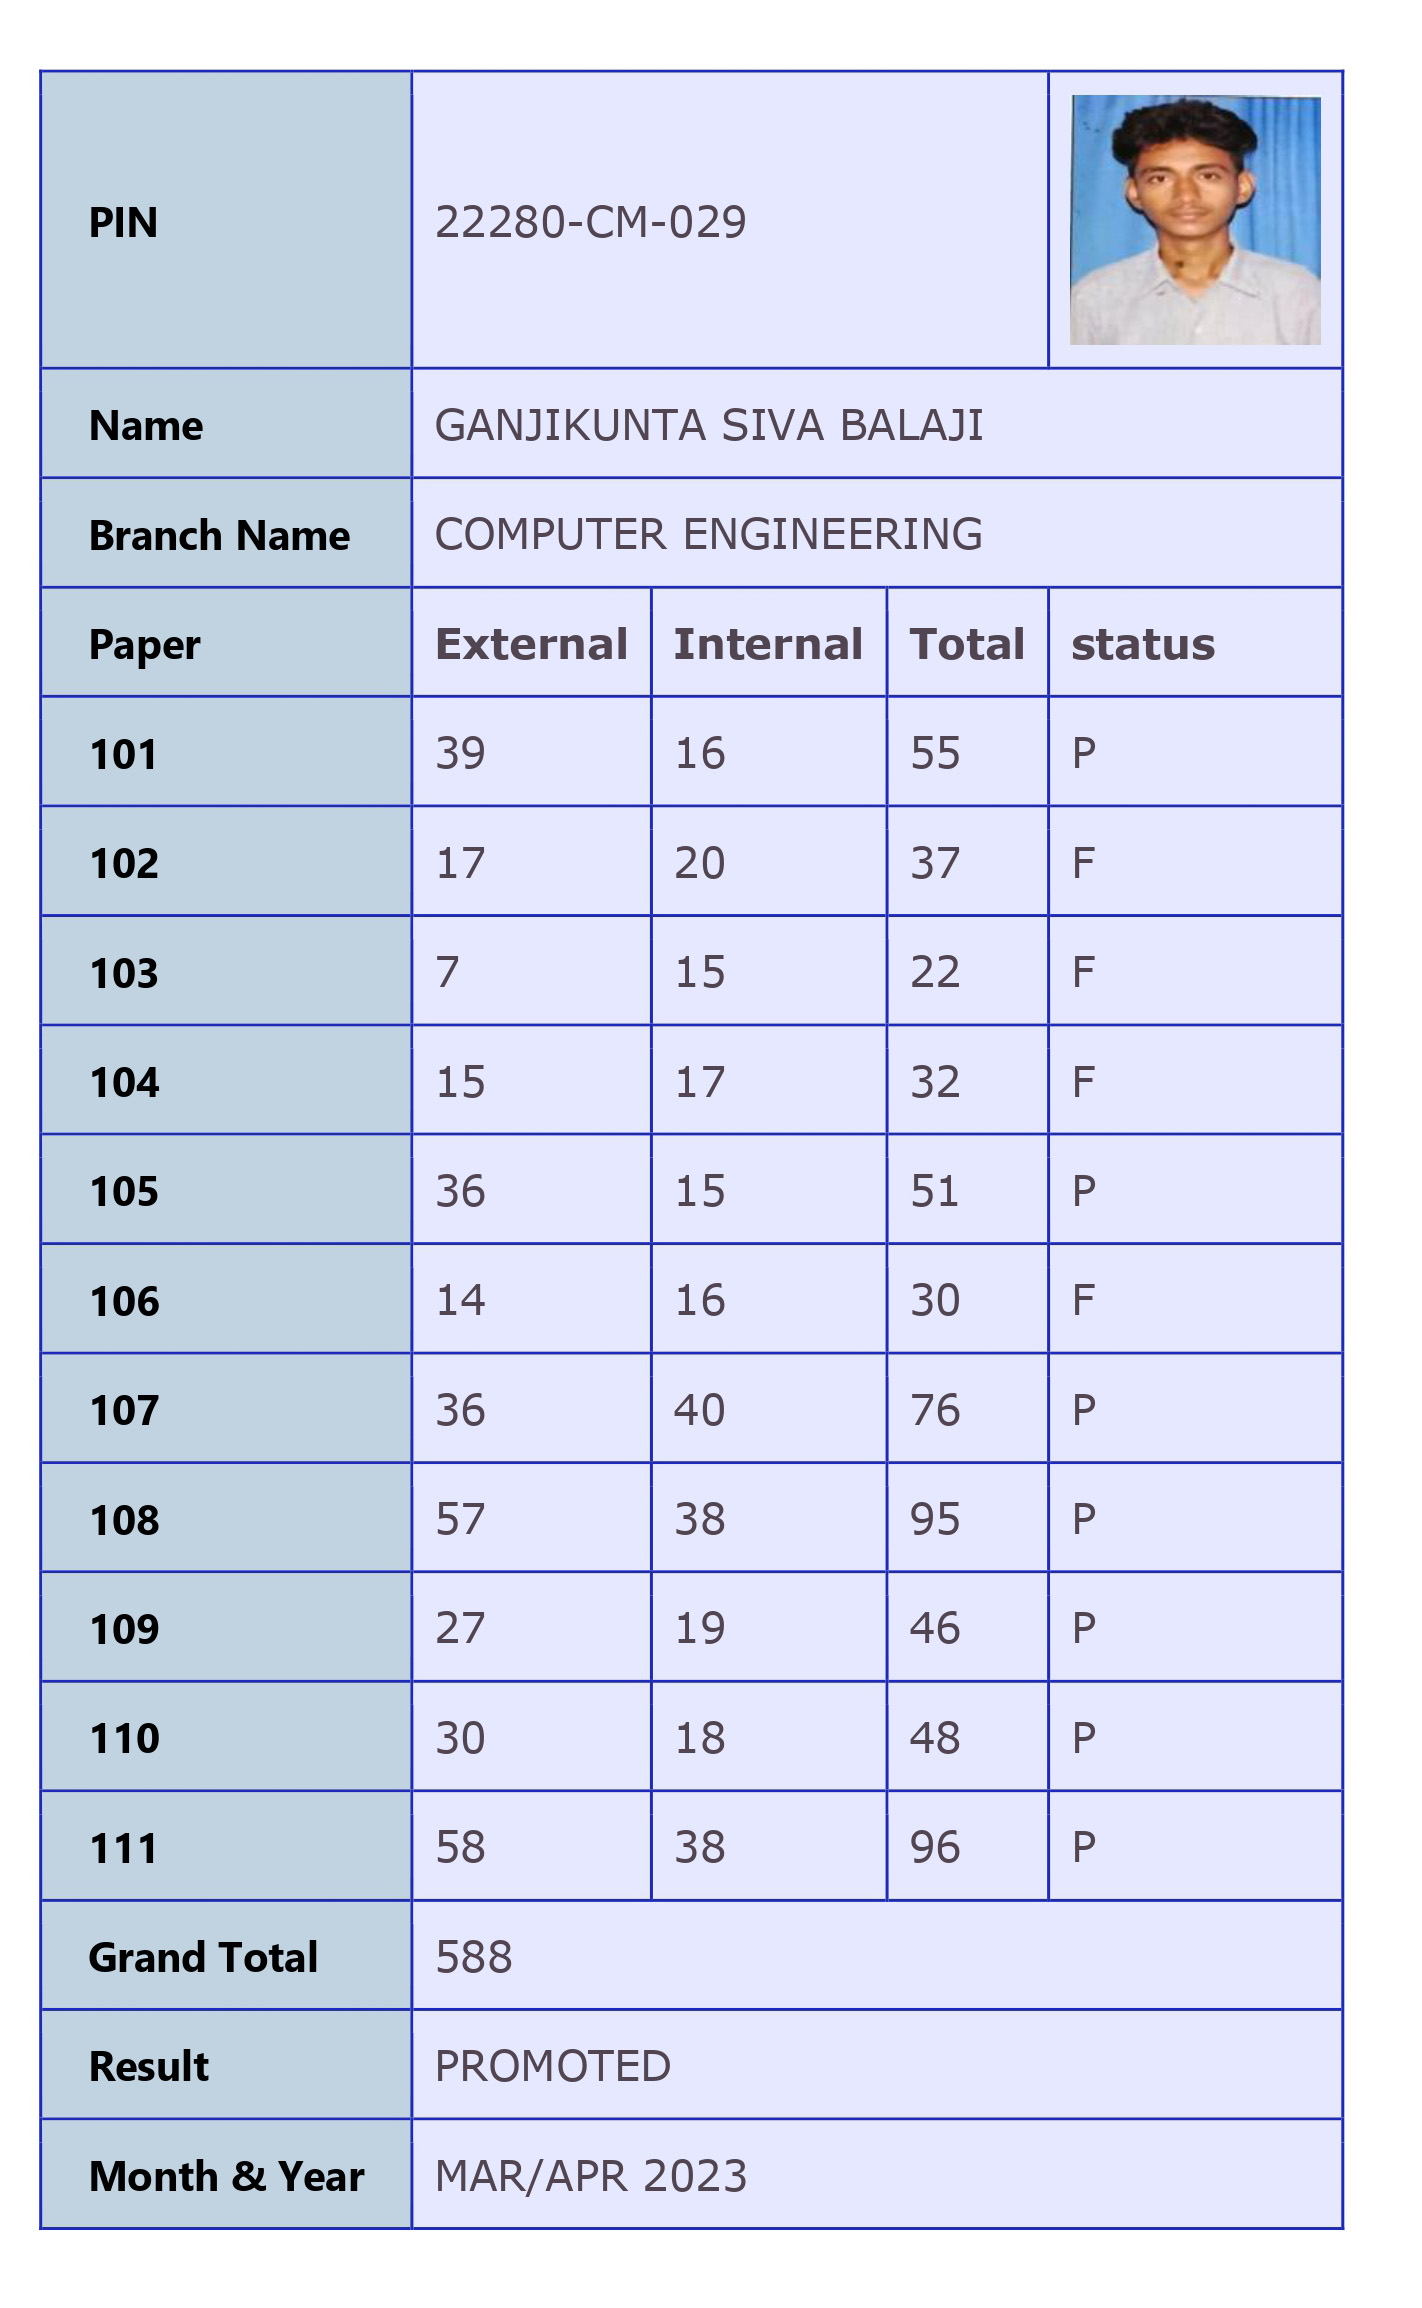 PIN 22280-CM-029
Name GANJIKUNTA SIVA BALAJI
Branch Name COMPUTER ENGINEERING
Paper External Internal Total status
101 39 16 55 P
102 17 20 37 F
103 7 15 22 F
104 15 17 32 F
105 36 15 51 P
106 14 16 30 F
107 36 40 76 P
108 57 38 95 P
109 27 19 46 P
110 30 18 48 P
111 58 38 96 P
Grand Total 588
Result PROMOTED
Month & Year MAR/APR 2023